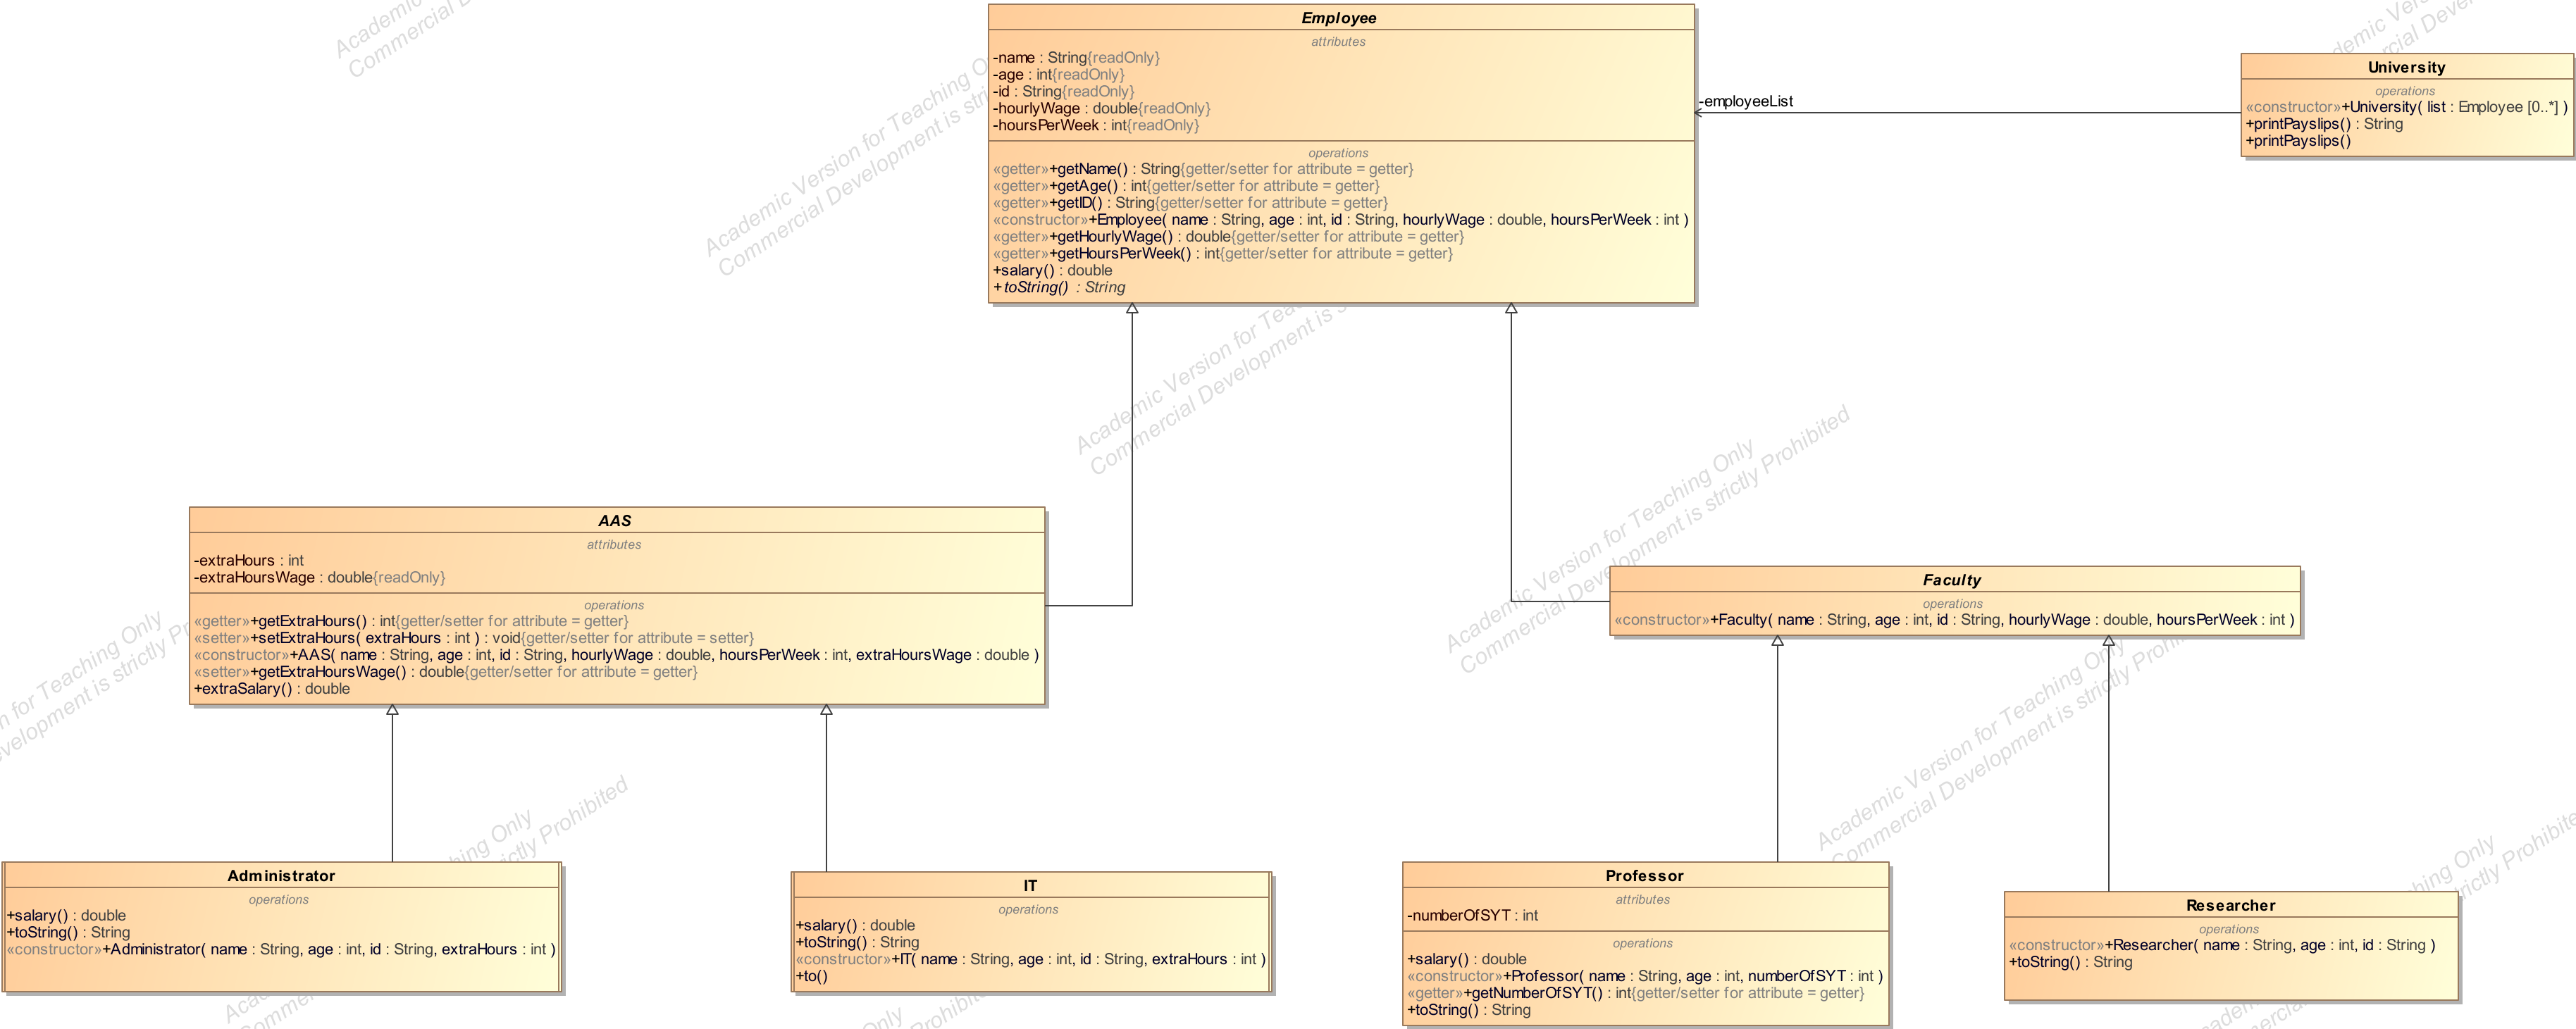 Employee
attributes
-name : String{readOnly}
-age : int{readOnly}
-id : String{readOnly}
-hourlyWage : double{readOnly}
-hoursPerWeek : int{readOnly}
operations
«getter»+getName() : String{getter/setter for attribute = getter}
«getter»+getAge() : int{getter/setter for attribute = getter}
«getter»+getID() : String{getter/setter for attribute = getter}
«constructor»+Employee( name : String, age : int, id : String, hourlyWage : double, hoursPerWeek : int )
«getter»+getHourlyWage() : double{getter/setter for attribute = getter}
«getter»+getHoursPerWeek() : int{getter/setter for attribute = getter}
+salary() : double
+toString() : String
-employeeList
University
operations
«constructor»+University( list : Employee [0..*] )
+printPayslips() : String
+printPayslips()
AAS
attributes
-extraHours : int
-extraHoursWage : double{readOnly}
operations
«getter»+getExtraHours() : int{getter/setter for attribute = getter}
«setter»+setExtraHours( extraHours : int ) : void{getter/setter for attribute = setter}
«constructor»+AAS( name : String, age : int, id : String, hourlyWage : double, hoursPerWeek : int, extraHoursWage : double )
«setter»+getExtraHoursWage() : double{getter/setter for attribute = getter}
+extraSalary() : double
Faculty
operations
«constructor»+Faculty( name : String, age : int, id : String, hourlyWage : double, hoursPerWeek : int )
Administrator
operations
+salary() : double
+toString() : String
«constructor»+Administrator( name : String, age : int, id : String, extraHours : int )
IT
operations
+salary() : double
+toString() : String
«constructor»+IT( name : String, age : int, id : String, extraHours : int )
+to()
Professor
attributes
-numberOfSYT : int
operations
+salary() : double
«constructor»+Professor( name : String, age : int, numberOfSYT : int )
«getter»+getNumberOfSYT() : int{getter/setter for attribute = getter}
+toString() : String
Researcher
operations
«constructor»+Researcher( name : String, age : int, id : String )
+toString() : String
Academic Version for Teaching Only
Commercial Development is strictly Prohibited